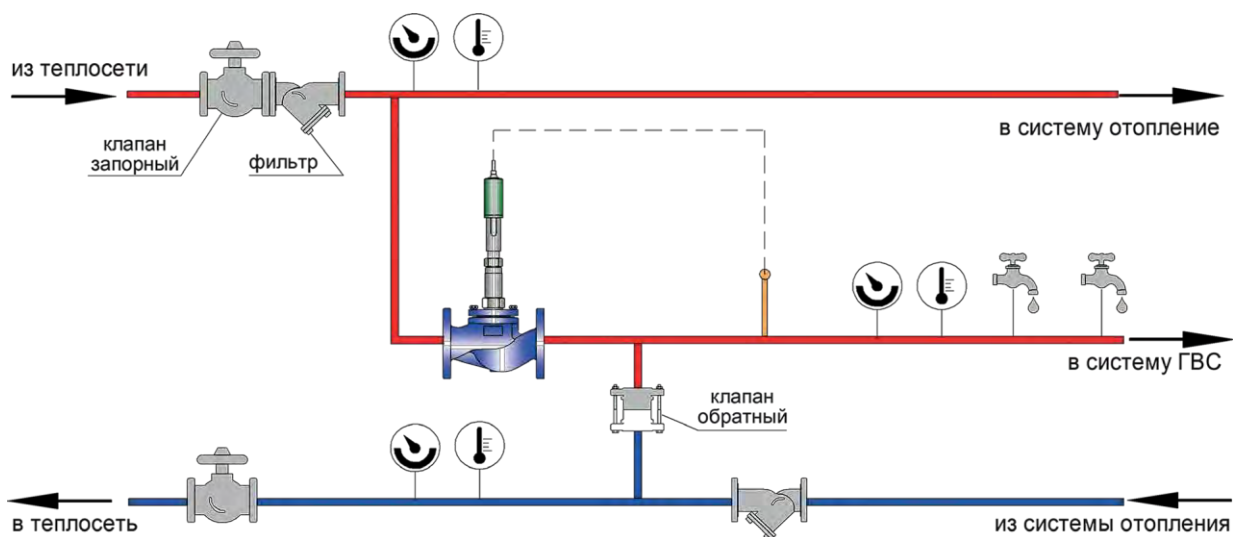 из теплосети
клапан
запорный
фильтр
в систему отопление
в систему ГВС
клапан
обратный
в теплосеть
из системы отопления